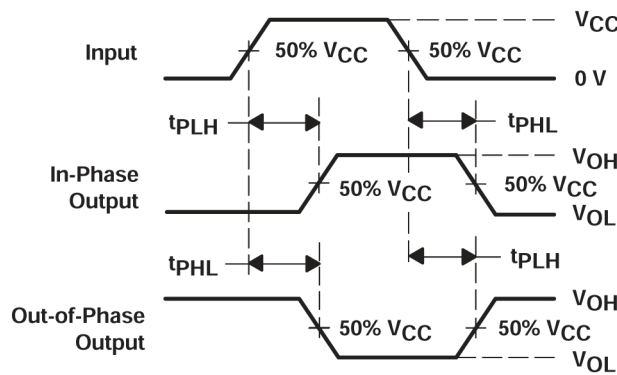 VCC
Input
50% VCC
50% VCC
0 V
tPLH
tPHL
VOH
In-Phase
Output
50% VCC
50% VCC
VOL
tPHL
tPLH
VOH
Out-of-Phase
Output
50% VCC
50% VCC
VOL